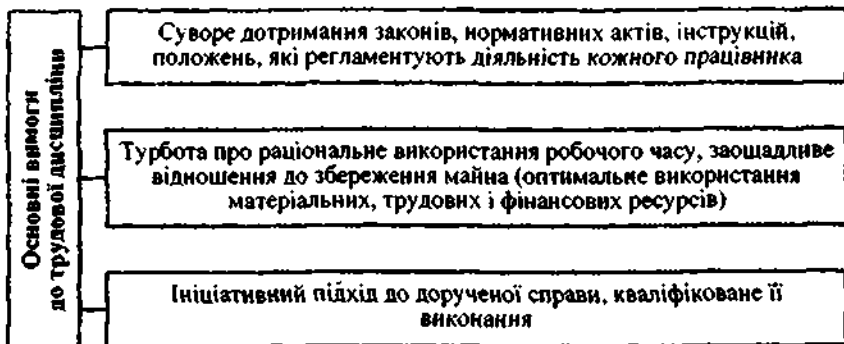 Основні вимоги
до трудової дисципліни
Суворе дотримання законів, нормативних актів, інструкцій,
положень, які регламентують діяльність кожного працівника
Турбота про раціональне використання робочого часу, заощадливе
відношення до збереження майна (оптимальне використання
матеріальних, трудових і фінансових ресурсів)
Ініціативний підхід до дорученої справи, кваліфіковане її
виконання